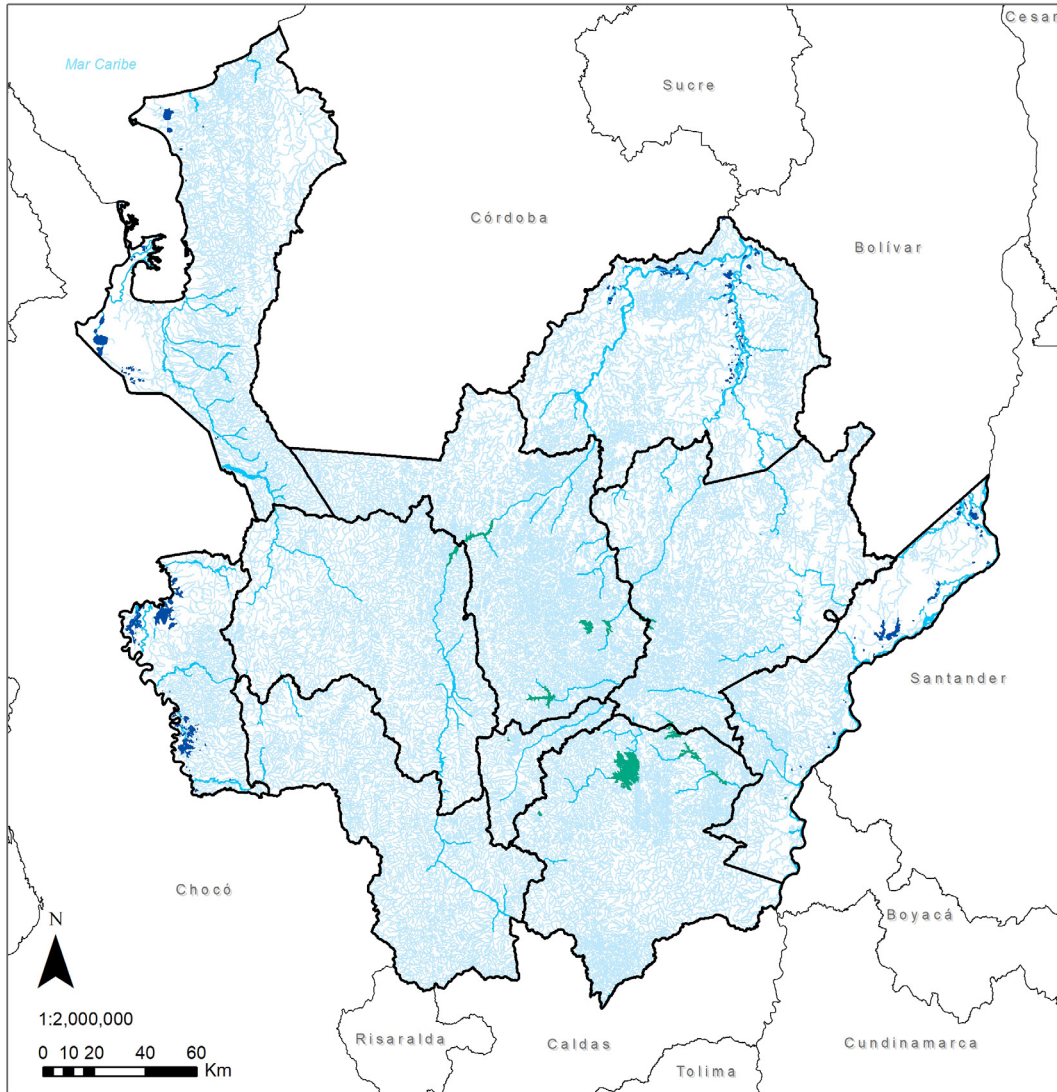 Cesar
Mar Caribe
Sucre
Córdoba
Bolívar
Santander
Chocó
Boyacá
N
1:2,000,000
0 10 20 40 60
Km
Risaralda
Caldas
Cundinamarca
Tolima